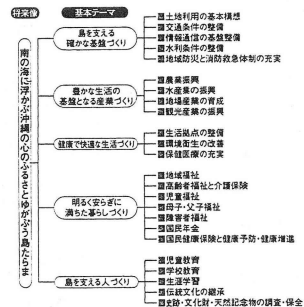 将来像
基本テーマ
南の海に浮かぶ沖縄の心のふるさとゆがぷう島たらま
島を支える
確かな基盤づくり
■土地利用の基本構想
■交通条件の整備
■情報通信の基盤整備
■水利条件の整備
■地域防災と消防救急体制の充実
豊かな生活の
基盤となる産業づくり
■農業振興
■水産業の振興
■地場産業の育成
■観光産業の振興
健康で快適な生活づくり
■生活拠点の整備
■環境衛生の改善
■保健医療の充実
明るく安らぎに
満ちた暮らしづくり
■地域福祉
■高齢者福祉と介護保険
■児童福祉
■母子・父子福祉
■障害者福祉
■国民年金
■国民健康保険と健康予防・健康増進
島を支える人づくり
■児童教育
■学校教育
■生涯学習
■伝統文化の継承
■史跡・文化財・天然記念物の調査・保全